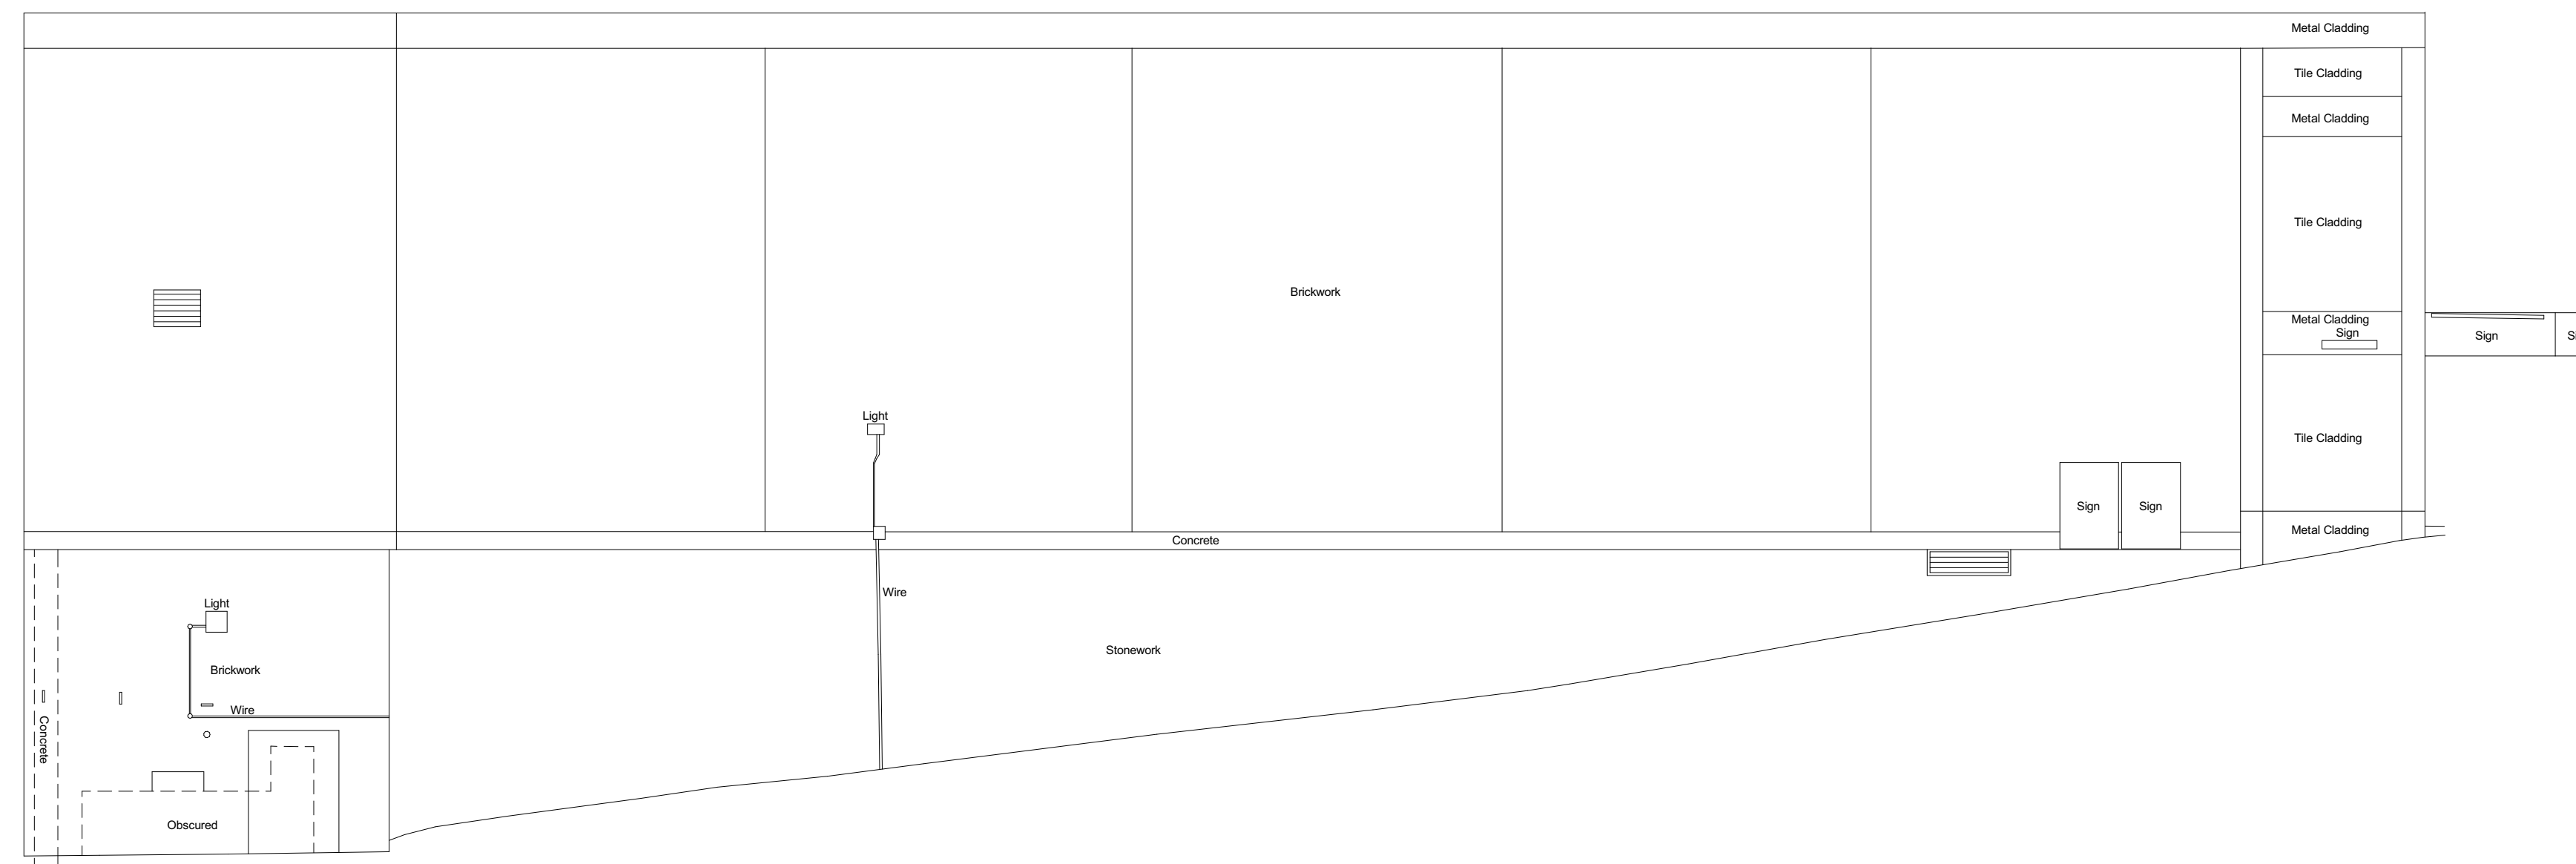 Metal Cladding
Tile Cladding
Metal Cladding
Tile Cladding
Brickwork
Metal Cladding
Sign
Sign
Light
Tile Cladding
Sign
Sign
Metal Cladding
Concrete
Wire
Light
Stonework
Brickwork
Wire
Concrete
Obscured